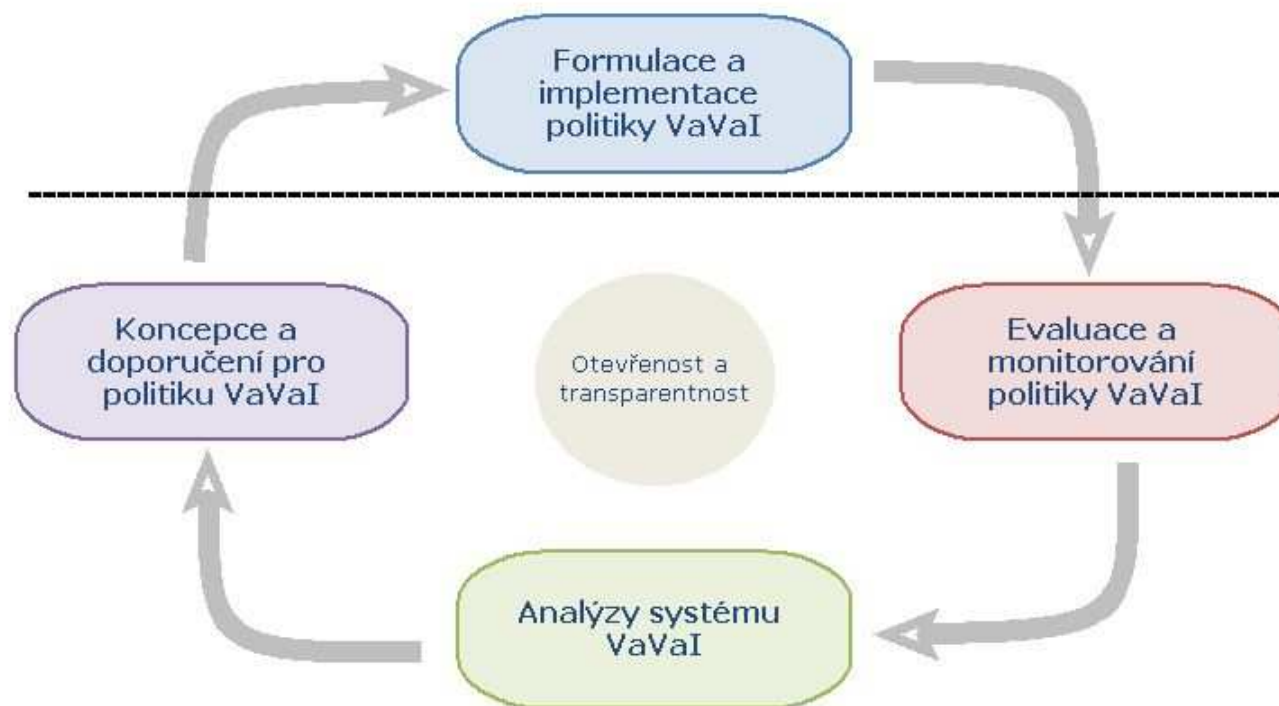 Formulace a
implementace
politiky VaVaI
Koncepce a
doporučení pro
politiku VaVaI
Otevřenost a
transparentnost
Evaluace a
monitorování
politiky VaVaI
Analýzy systému
VaVaI